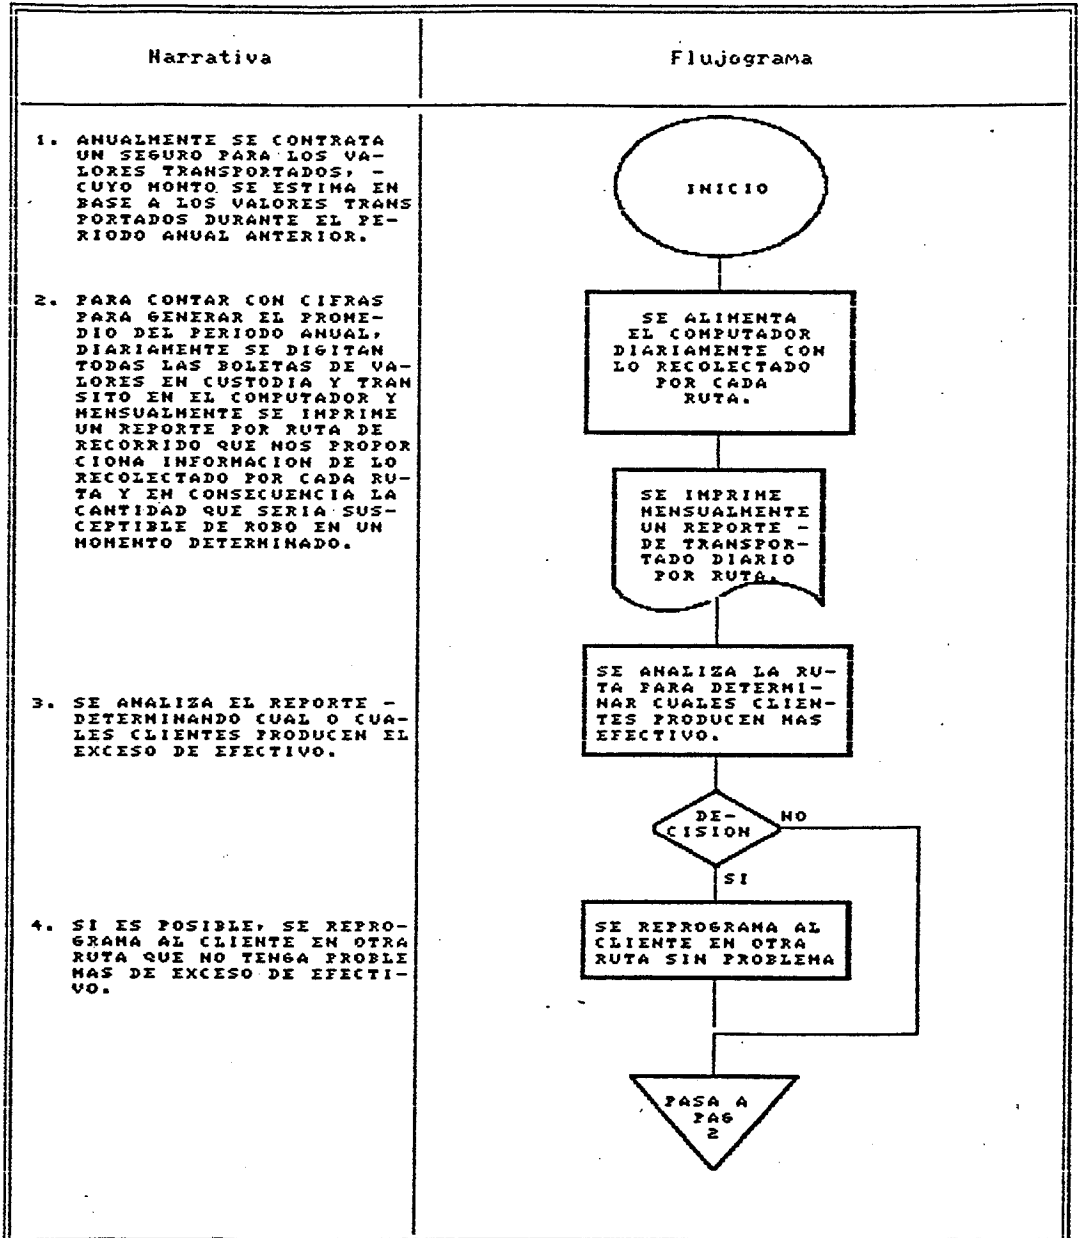 Narrativa
Flujograma
1. ANUALMENTE SE CONTRATA
UN SEGURO PARA LOS VA-
LORES TRANSPORTADOS, -
CUYO MONTO SE ESTIMA EN
BASE A LOS VALORES TRANS
PORTADOS DURANTE EL PE-
RIODO ANUAL ANTERIOR.
2. PARA CONTAR CON CIFRAS
PARA GENERAR EL PROME-
DIO DEL PERIODO ANUAL,
DIARIAMENTE SE DIGITAN
TODAS LAS BOLETAS DE VA-
LORES EN CUSTODIA Y TRAN
SITO EN EL COMPUTADOR Y
MENSUALMENTE SE IMPRIME
UN REPORTE POR RUTA DE
RECORRIDO QUE NOS PROPOR
CIONA INFORMACION DE LO
RECOLECTADO POR CADA RU-
TA Y EN CONSECUENCIA LA
CANTIDAD QUE SERIA SUS-
CEPTIBLE DE ROBO EN UN
MOMENTO DETERMINADO.
3. SE ANALIZA EL REPORTE -
DETERMINANDO CUAL O CUA-
LES CLIENTES PRODUCEN EL
EXCESO DE EFECTIVO.
4. SI ES POSIBLE, SE REPRO-
GRAMA AL CLIENTE EN OTRA
RUTA QUE NO TENGA PROBLE
MAS DE EXCESO DE EFECTI-
VO.
INICIO
SE ALIMENTA
EL COMPUTADOR
DIARIAMENTE CON
LO RECOLECTADO
POR CADA
RUTA.
SE IMPRIME
MENSUALMENTE
UN REPORTE -
DE TRANSPOR-
TADO DIARIO
POR RUTA.
SE ANALIZA LA RU-
TA PARA DETERMI-
NAR CUALES CLIEN-
TES PRODUCEN MAS
EFECTIVO.
DE-
CISION
NO
SI
SE REPROGRAMA AL
CLIENTE EN OTRA
RUTA SIN PROBLEMA
PASA A
PAG
2